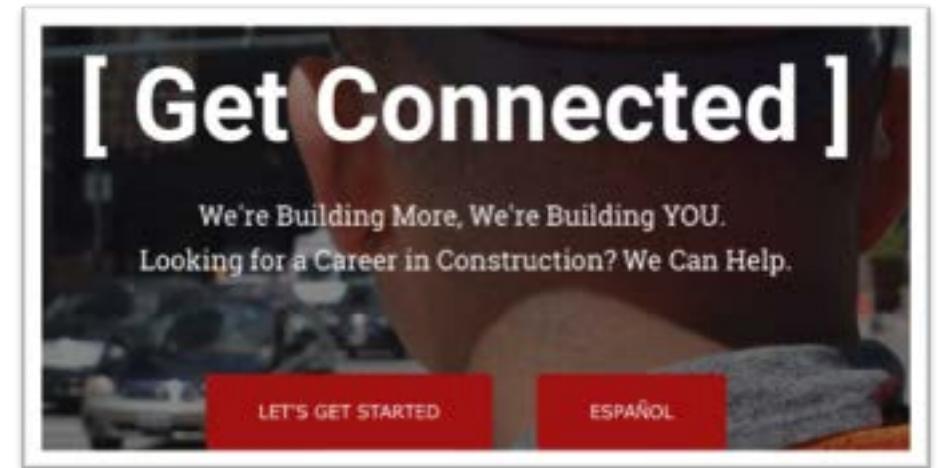 [ Get Connected ]
We're Building More, We're Building YOU.
Looking for a Career in Construction? We Can Help.
LET'S GET STARTED
ESPAÑOL